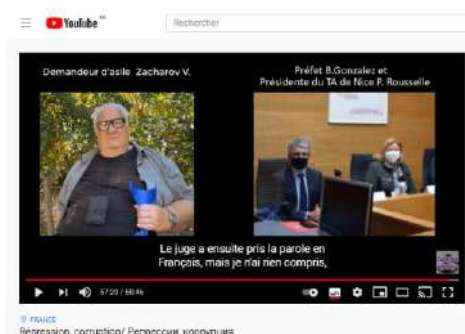 YouTube
Rechercher
Demandeur d'asile Zacharov V.
Préfet B.Gonzalez et
Présidente du TA de Nice P. Rousselle
Le juge a ensuite pris la parole en
Français, mais je n'ai rien compris,
FRANCE
Répression, corruption/ Репрессии, коррупция